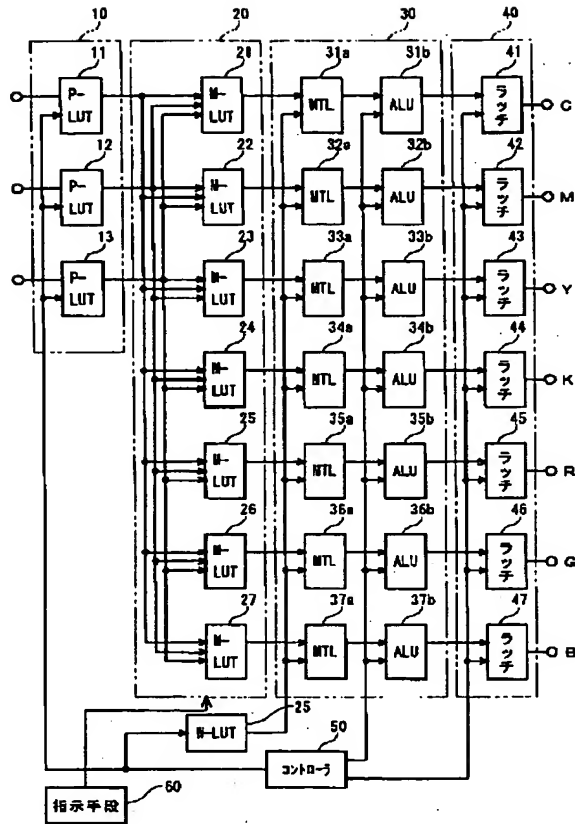 10
20
30
40
11
21
31a
31b
41
P-
LUT
M-
LUT
MTL
ALU
ラッチ
C
12
22
32a
32b
42
P-
LUT
M-
LUT
MTL
ALU
ラッチ
M
13
23
33a
33b
43
P-
LUT
M-
LUT
MTL
ALU
ラッチ
Y
24
34a
34b
44
M-
LUT
MTL
ALU
ラッチ
K
25
35a
35b
45
M-
LUT
MTL
ALU
ラッチ
R
26
36a
36b
46
M-
LUT
MTL
ALU
ラッチ
G
27
37a
37b
47
M-
LUT
MTL
ALU
ラッチ
B
25
W-LUT
50
コントローラ
指示手段
60